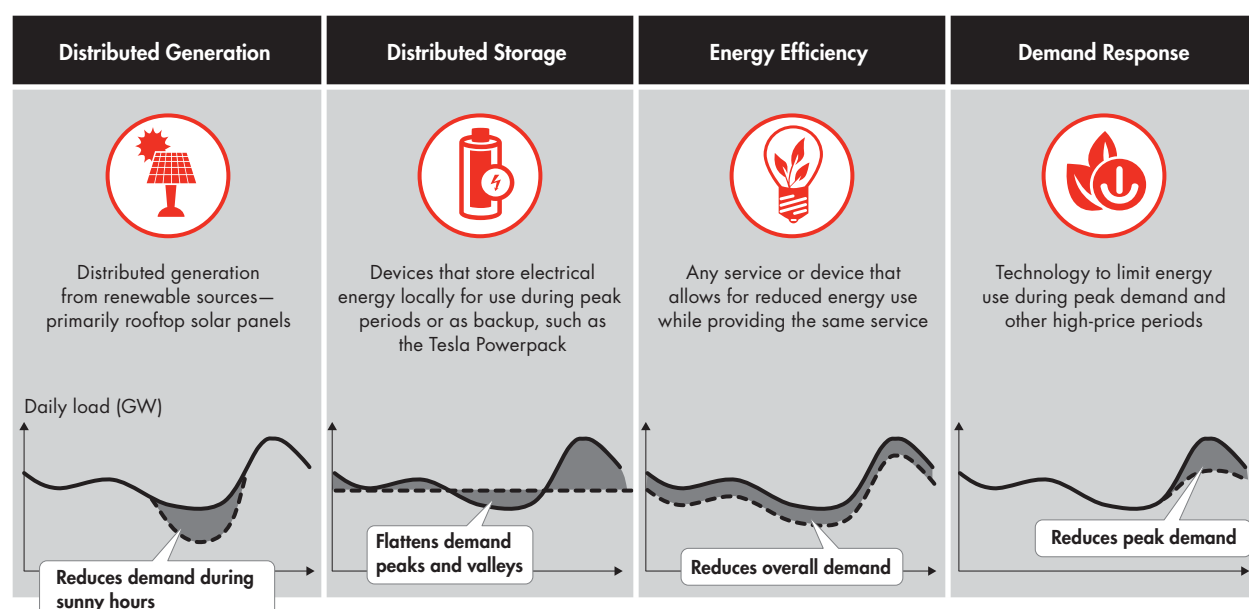 Distributed Generation
Distributed generation
from renewable sources—
primarily rooftop solar panels
Daily load (GW)
Reduces demand during
sunny hours
Distributed Storage
Devices that store electrical
energy locally for use during peak
periods or as backup, such as
the Tesla Powerpack
Flattens demand
peaks and valleys
Energy Efficiency
Any service or device that
allows for reduced energy use
while providing the same service
Reduces overall demand
Demand Response
Technology to limit energy
use during peak demand and
other high-price periods
Reduces peak demand